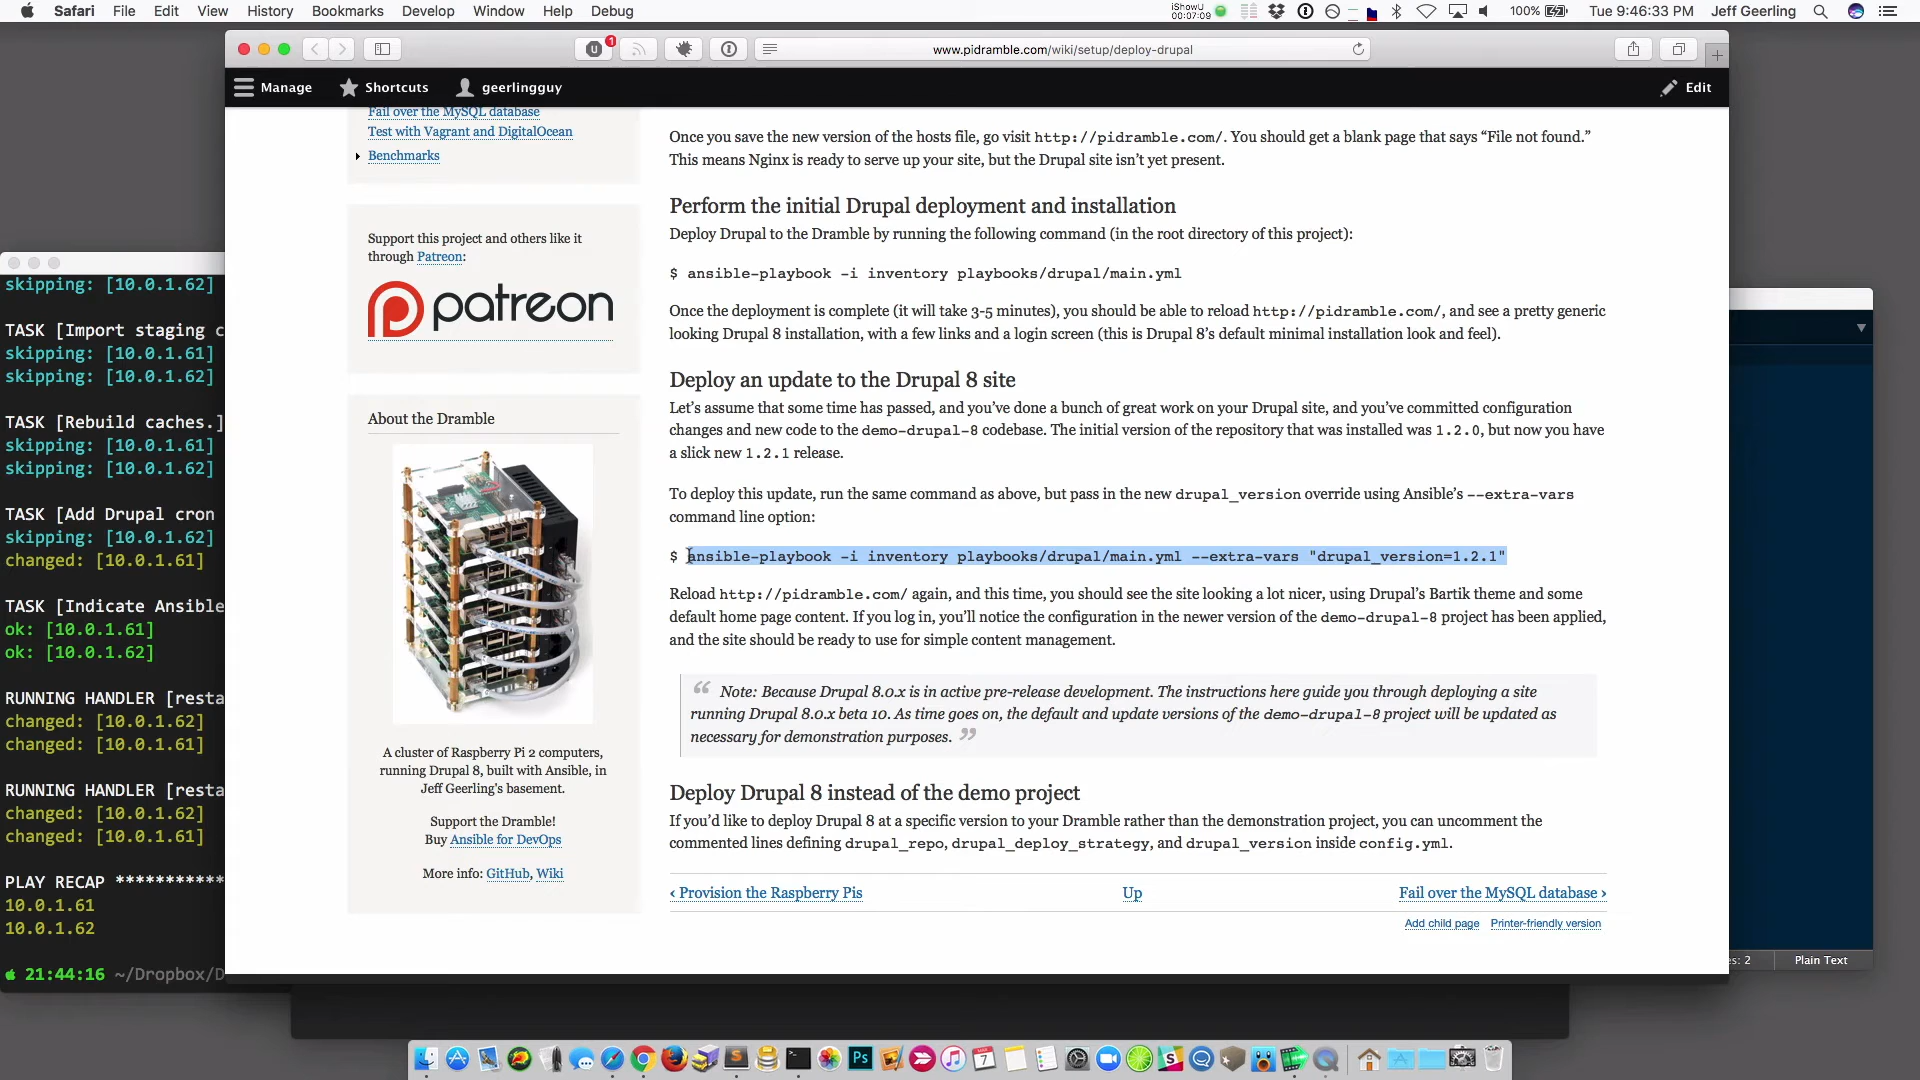 Safari File Edit View History Bookmarks Develop Window Help Debug
iShowU
00:07:09
100% Tue 9:46:33 PM Jeff Geerling
1
www.pidramble.com/wiki/setup/deploy-drupal
Manage Shortcuts geerlingguy Edit
Fail over the MySQL database
Test with Vagrant and DigitalOcean
Benchmarks
Support this project and others like it
through Patreon:
patreon
About the Dramble
A cluster of Raspberry Pi 2 computers,
running Drupal 8, built with Ansible, in
Jeff Geerling's basement.
Support the Dramble!
Buy Ansible for DevOps
More info: GitHub, Wiki
Once you save the new version of the hosts file, go visit http://pidramble.com/. You should get a blank page that says “File not found.”
This means Nginx is ready to serve up your site, but the Drupal site isn’t yet present.
Perform the initial Drupal deployment and installation
Deploy Drupal to the Dramble by running the following command (in the root directory of this project):
$ ansible-playbook -i inventory playbooks/drupal/main.yml
Once the deployment is complete (it will take 3-5 minutes), you should be able to reload http://pidramble.com/, and see a pretty generic
looking Drupal 8 installation, with a few links and a login screen (this is Drupal 8’s default minimal installation look and feel).
Deploy an update to the Drupal 8 site
Let’s assume that some time has passed, and you’ve done a bunch of great work on your Drupal site, and you’ve committed configuration
changes and new code to the demo-drupal-8 codebase. The initial version of the repository that was installed was 1.2.0, but now you have
a slick new 1.2.1 release.
To deploy this update, run the same command as above, but pass in the new drupal_version override using Ansible’s --extra-vars
command line option:
$ ansible-playbook -i inventory playbooks/drupal/main.yml --extra-vars "drupal_version=1.2.1"
Reload http://pidramble.com/ again, and this time, you should see the site looking a lot nicer, using Drupal’s Bartik theme and some
default home page content. If you log in, you’ll notice the configuration in the newer version of the demo-drupal-8 project has been applied,
and the site should be ready to use for simple content management.
“ Note: Because Drupal 8.0.x is in active pre-release development. The instructions here guide you through deploying a site
running Drupal 8.0.x beta 10. As time goes on, the default and update versions of the demo-drupal-8 project will be updated as
necessary for demonstration purposes. ”
Deploy Drupal 8 instead of the demo project
If you’d like to deploy Drupal 8 at a specific version to your Dramble rather than the demonstration project, you can uncomment the
commented lines defining drupal_repo, drupal_deploy_strategy, and drupal_version inside config.yml.
‹ Provision the Raspberry Pis Up Fail over the MySQL database ›
Add child page Printer-friendly version
skipping: [10.0.1.62]
TASK [Import staging c
skipping: [10.0.1.61]
skipping: [10.0.1.62]
TASK [Rebuild caches.]
skipping: [10.0.1.61]
skipping: [10.0.1.62]
TASK [Add Drupal cron
skipping: [10.0.1.62]
changed: [10.0.1.61]
TASK [Indicate Ansible
ok: [10.0.1.61]
ok: [10.0.1.62]
RUNNING HANDLER [resta
changed: [10.0.1.62]
changed: [10.0.1.61]
RUNNING HANDLER [resta
changed: [10.0.1.62]
changed: [10.0.1.61]
PLAY RECAP ***********
10.0.1.61
10.0.1.62
21:44:16 ~/Dropbox/D
es: 2 Plain Text
Ps
7